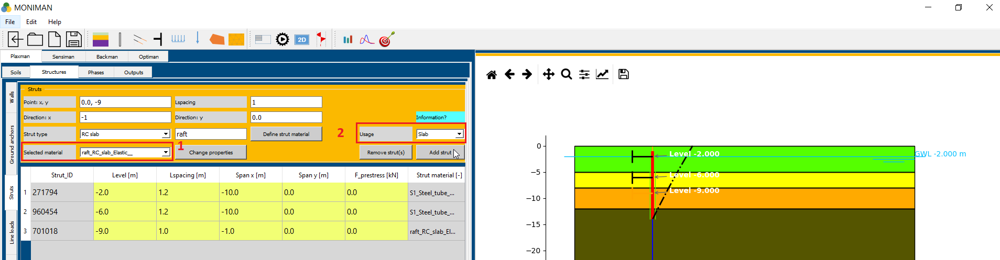 MONIMAN
File Edit Help
2D
Plaxman Sensiman Backman Optiman
Soils Structures Phases Outputs
Walls
Ground anchors
Struts
Line loads
Struts
Point: x, y 0.0, -9 Lspacing 1
Direction: x -1 Direction: y 0.0 Information?
Strut type RC slab raft Define strut material 2 Usage Slab
Selected material raft_RC_slab_Elastic__ 1 Change properties Remove strut(s) Add strut
Strut_ID Level [m] Lspacing [m] Span x [m] Span y [m] F_prestress [kN] Strut material [-]
1 271794 -2.0 1.2 -10.0 0.0 0.0 S1_Steel_tube_...
2 960454 -6.0 1.2 -10.0 0.0 0.0 S1_Steel_tube_...
3 701018 -9.0 1.0 -1.0 0.0 0.0 raft_RC_slab_El...
0
−5
−10
−15
−20
Level -2.000
GWL -2.000 m
Level -6.000
Level -9.000